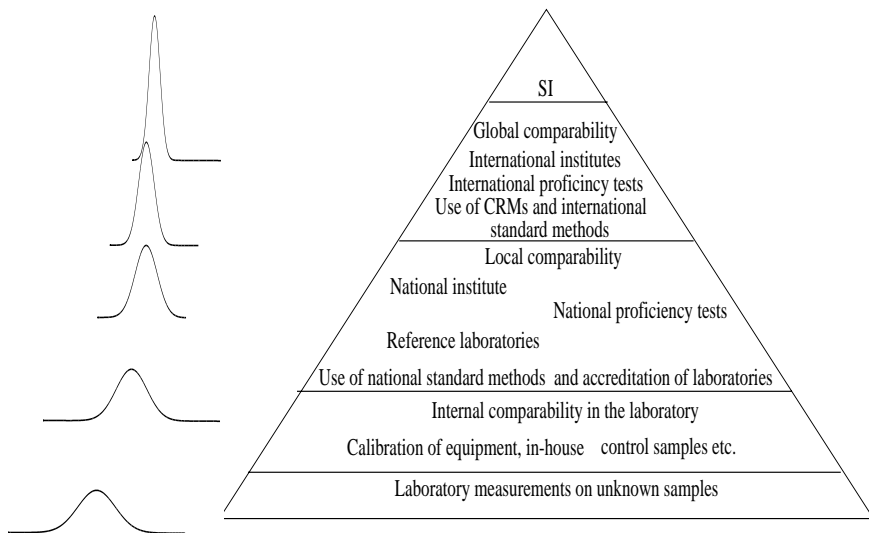 SI
Global comparability
International institutes
International proficincy tests
Use of CRMs and international
standard methods
Local comparability
National institute
National proficiency tests
Reference laboratories
Use of national standard methods and accreditation of laboratories
Internal comparability in the laboratory
Calibration of equipment, in-house control samples etc.
Laboratory measurements on unknown samples